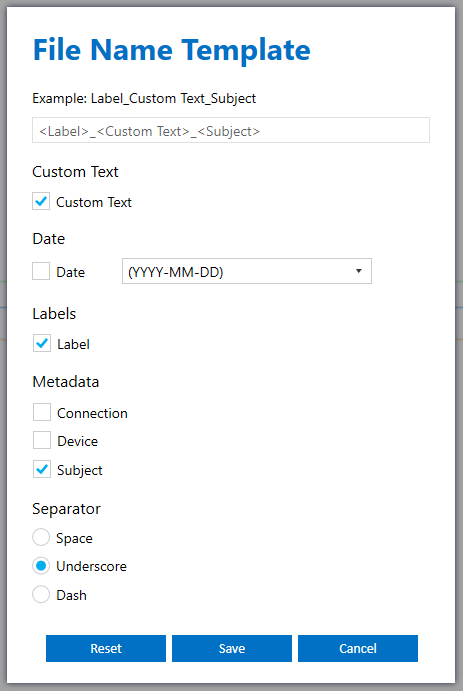 File Name Template
Example: Label_Custom Text_Subject
<Label>_<Custom Text>_<Subject>
Custom Text
Custom Text
Date
Date (YYYY-MM-DD)
Labels
Label
Metadata
Connection
Device
Subject
Separator
Space
Underscore
Dash
Reset Save Cancel